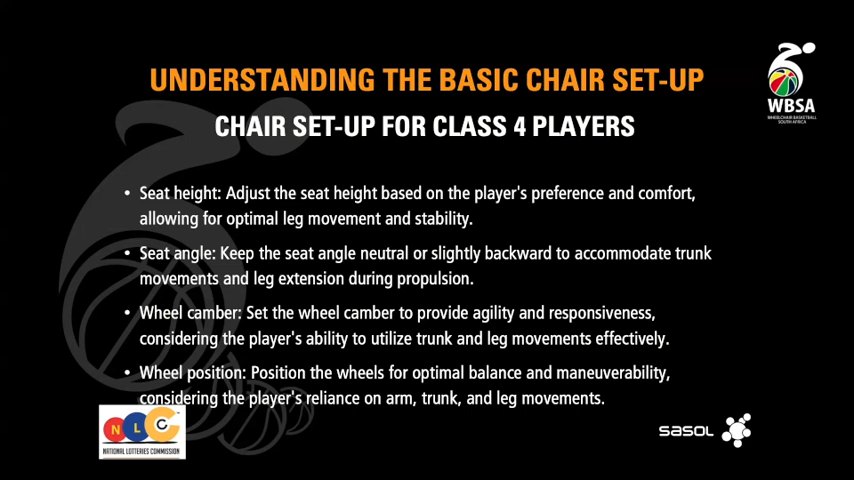 UNDERSTANDING THE BASIC CHAIR SET-UP
CHAIR SET-UP FOR CLASS 4 PLAYERS
WBSA
WHEELCHAIR BASKETBALL
SOUTH AFRICA
• Seat height: Adjust the seat height based on the player's preference and comfort,
allowing for optimal leg movement and stability.
• Seat angle: Keep the seat angle neutral or slightly backward to accommodate trunk
movements and leg extension during propulsion.
• Wheel camber: Set the wheel camber to provide agility and responsiveness,
considering the player's ability to utilize trunk and leg movements effectively.
• Wheel position: Position the wheels for optimal balance and maneuverability,
considering the player's reliance on arm, trunk, and leg movements.
NLC
NATIONAL LOTTERIES COMMISSION
sasol